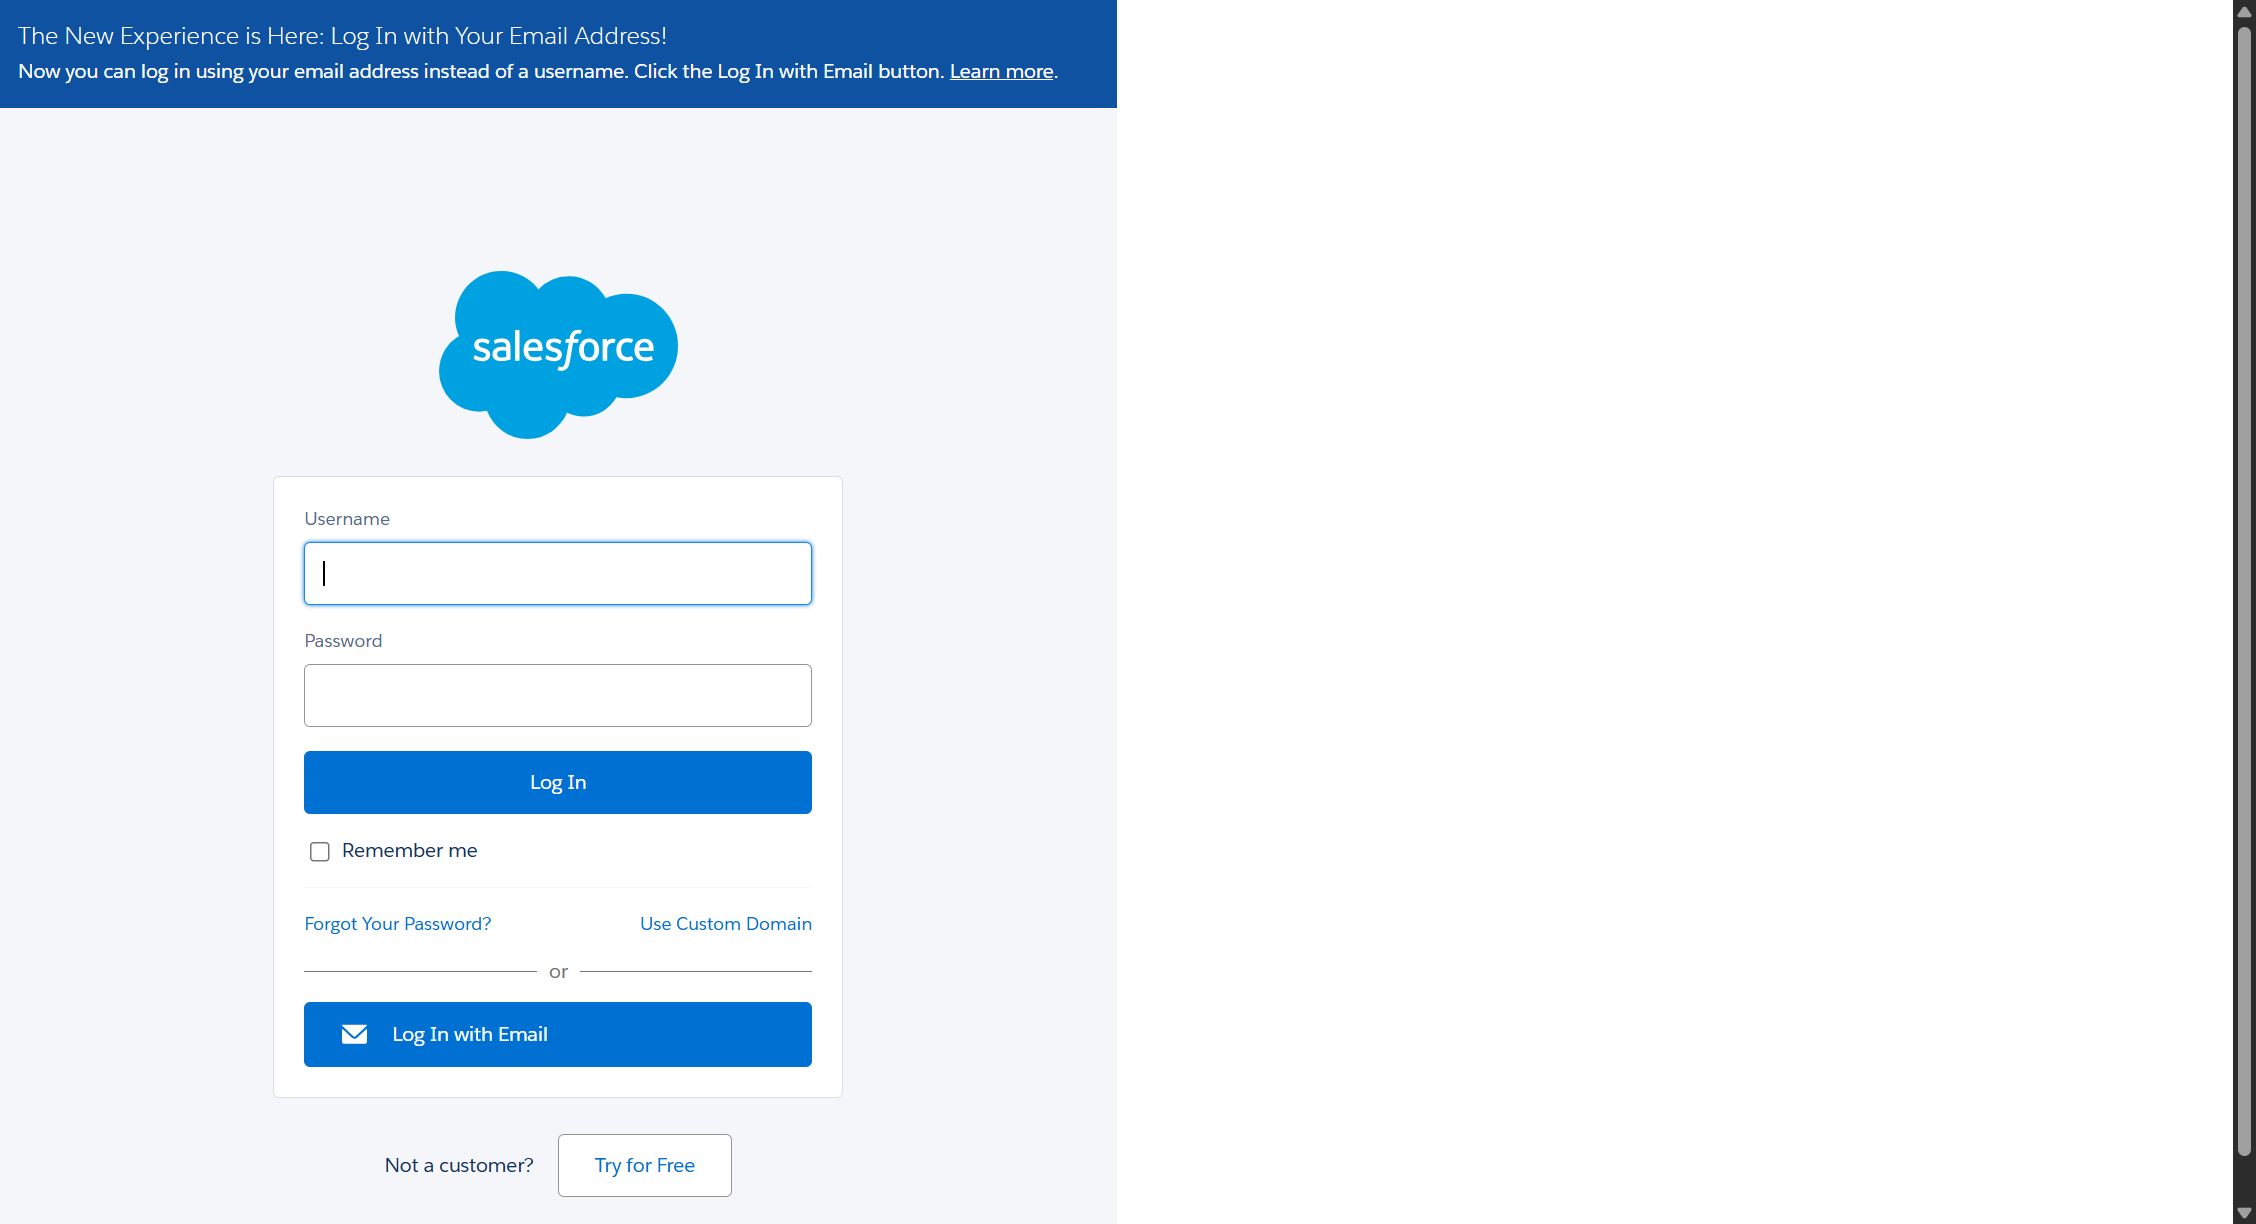 The New Experience is Here: Log In with Your Email Address!
Now you can log in using your email address instead of a username. Click the Log In with Email button. Learn more.
salesforce
Username
Password
Log In
Remember me
Forgot Your Password?
Use Custom Domain
or
Log In with Email
Not a customer?
Try for Free